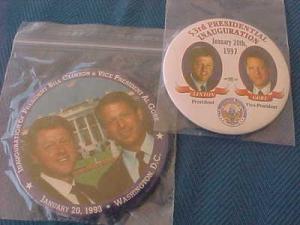 INAUGURATION OF PRESIDENT BILL CLINTON & VICE PRESIDENT AL GORE
JANUARY 20, 1993 • WASHINGTON D.C.
53th PRESIDENTIAL
INAUGURATION
January 20th,
1997
CLINTON
GORE
President
Vice-President